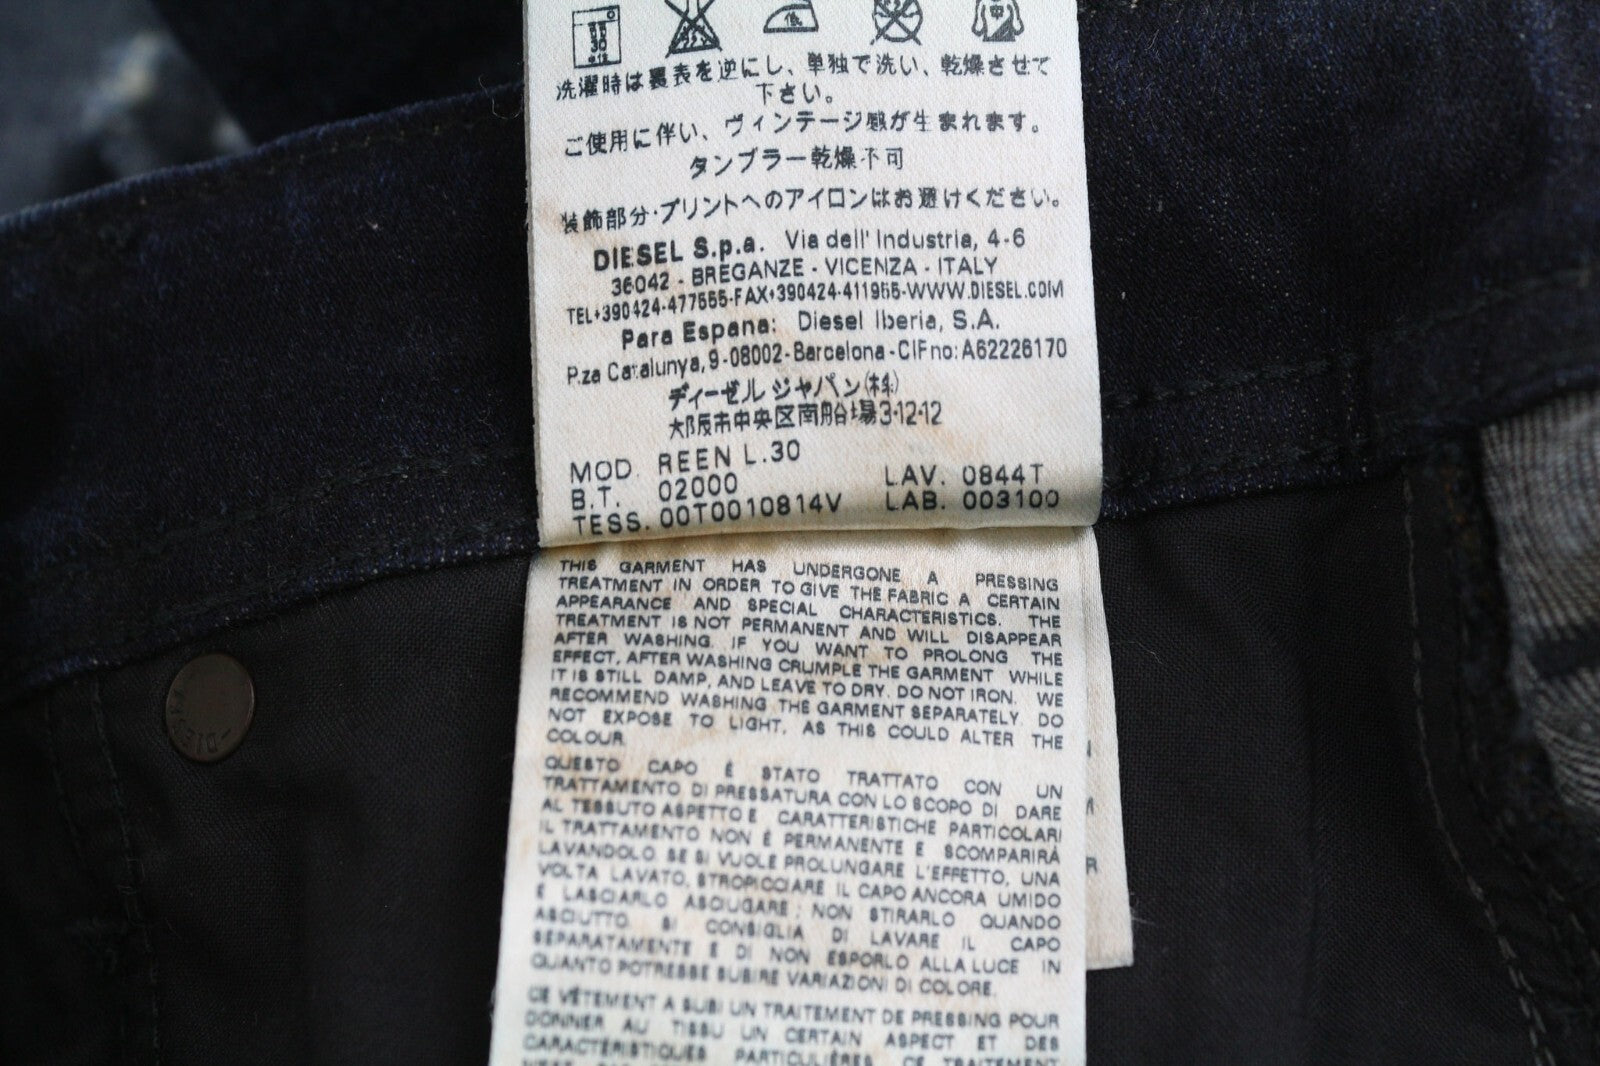 30
洗濯時は裏表を逆にし、単独で洗い、乾燥させて
下さい。
ご使用に伴い、ヴィンテージ感が生まれます。
タンブラー乾燥不可
装飾部分・プリントへのアイロンはお避けください。
DIESEL S.p.a. Via dell' Industria, 4-6
36042 - BREGANZE - VICENZA - ITALY
TEL+390424-477555-FAX+390424-411955-WWW.DIESEL.COM
Para Espana: Diesel Iberia, S.A.
P.za Catalunya, 9-08002-Barcelona-CIFno:A62226170
ディーゼル ジャパン(株)
大阪市中央区南船場3-12-12
MOD. REEN L.30
B.T. 02000 LAV. 0844T
TESS. 00T0010814V LAB. 003100
THIS GARMENT HAS UNDERGONE A PRESSING
TREATMENT IN ORDER TO GIVE THE FABRIC A CERTAIN
APPEARANCE AND SPECIAL CHARACTERISTICS. THE
TREATMENT IS NOT PERMANENT AND WILL DISAPPEAR
AFTER WASHING. IF YOU WANT TO PROLONG THE
EFFECT, AFTER WASHING CRUMPLE THE GARMENT WHILE
IT IS STILL DAMP, AND LEAVE TO DRY. DO NOT IRON. WE
RECOMMEND WASHING THE GARMENT SEPARATELY. DO
NOT EXPOSE TO LIGHT, AS THIS COULD ALTER THE
COLOUR.
QUESTO CAPO È STATO TRATTATO CON UN
TRATTAMENTO DI PRESSATURA CON LO SCOPO DI DARE
AL TESSUTO ASPETTO E CARATTERISTICHE PARTICOLARI
IL TRATTAMENTO NON È PERMANENTE E SCOMPARIRÀ
LAVANDOLO. SE SI VUOLE PROLUNGARE L'EFFETTO, UNA
VOLTA LAVATO, STROPICCIARE IL CAPO ANCORA UMIDO
E LASCIARLO ASCIUGARE; NON STIRARLO QUANDO
ASCIUTTO. SI CONSIGLIA DI LAVARE IL CAPO
SEPARATAMENTE E DI NON ESPORLO ALLA LUCE IN
QUANTO POTREBBE SUBIRE VARIAZIONI DI COLORE.
CE VÊTEMENT A SUBI UN TRAITEMENT DE PRESSING POUR
DONNER AU TISSU UN CERTAIN ASPECT ET DES
CARACTÉRISTIQUES PARTICULIÈRES. CE TRAITEMENT
N
M
R
DIESEL